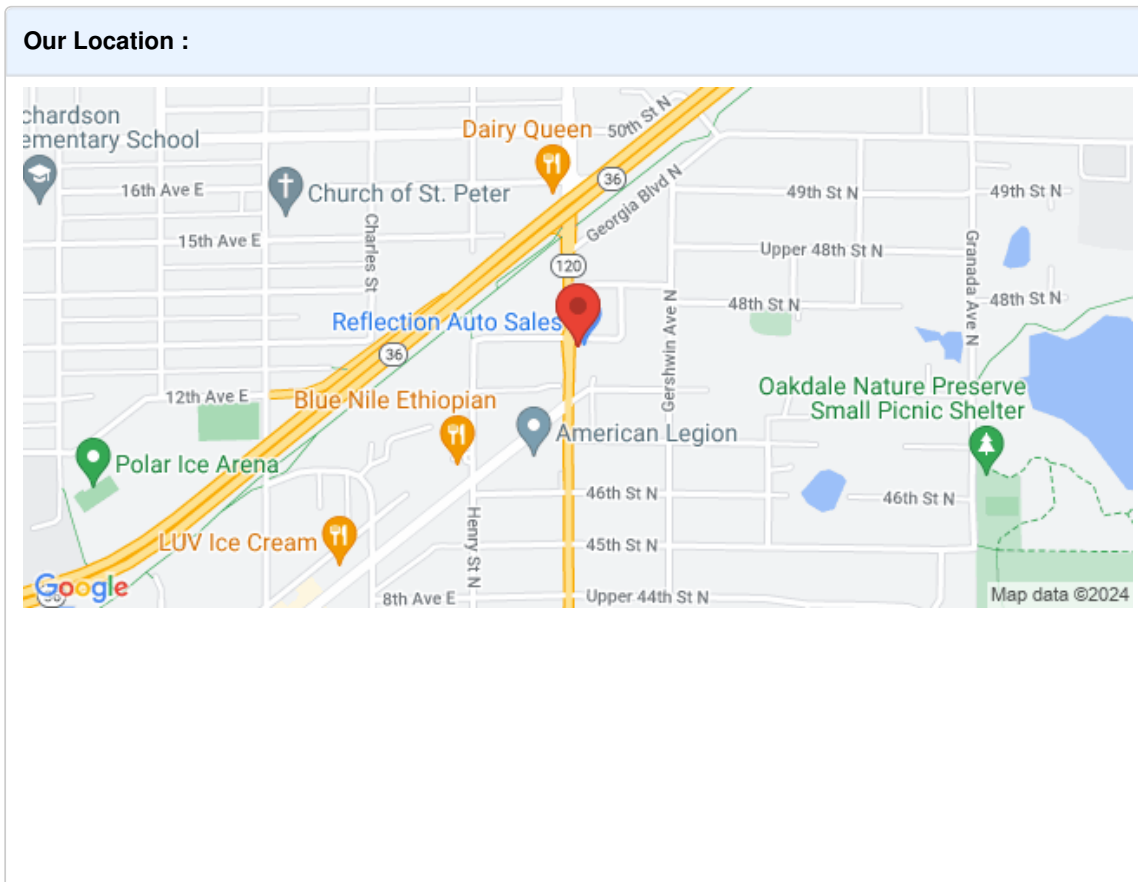 Our Location :
chardson
ementary School
Dairy Queen
50th St N
36
16th Ave E
Church of St. Peter
Georgia Blvd N
49th St N
49th St N
Charles St
15th Ave E
Upper 48th St N
Granada Ave N
120
48th St N
48th St N
Reflection Auto Sales
Gershwin Ave N
36
12th Ave E
Blue Nile Ethiopian
Oakdale Nature Preserve
Small Picnic Shelter
American Legion
Polar Ice Arena
46th St N
46th St N
LUV Ice Cream
Henry St N
45th St N
Google
8th Ave E
Upper 44th St N
Map data ©2024